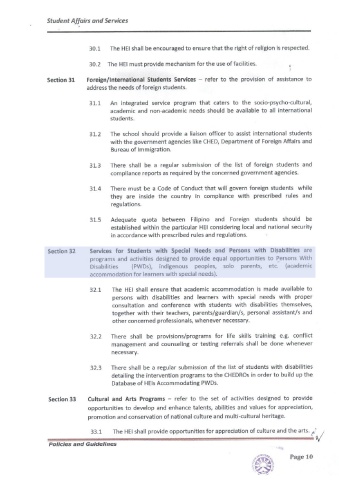 Student Affairs and Services
30.1 The HEI shall be encouraged to ensure that the right of religion is respected.
30.2 The HEI must provide mechanism for the use of facilities.
Section 31 Foreign/International Students Services – refer to the provision of assistance to
address the needs of foreign students.
31.1 An integrated service program that caters to the socio-psycho-cultural,
academic and non-academic needs should be available to all international
students.
31.2 The school should provide a liaison officer to assist international students
with the government agencies like CHED, Department of Foreign Affairs and
Bureau of Immigration.
31.3 There shall be a regular submission of the list of foreign students and
compliance reports as required by the concerned government agencies.
31.4 There must be a Code of Conduct that will govern foreign students while
they are inside the country in compliance with prescribed rules and
regulations.
31.5 Adequate quota between Filipino and Foreign students should be
established within the particular HEI considering local and national security
in accordance with prescribed rules and regulations.
Section 32 Services for Students with Special Needs and Persons with Disabilities are
programs and activities designed to provide equal opportunities to Persons With
Disabilities (PWDs), Indigenous peoples, solo parents, etc. (academic
accommodation for learners with special needs).
32.1 The HEI shall ensure that academic accommodation is made available to
persons with disabilities and learners with special needs with proper
consultation and conference with students with disabilities themselves,
together with their teachers, parents/guardian/s, personal assistant/s and
other concerned professionals, whenever necessary.
32.2 There shall be provisions/programs for life skills training e.g. conflict
management and counseling or testing referrals shall be done whenever
necessary.
32.3 There shall be a regular submission of the list of students with disabilities
detailing the intervention programs to the CHEDROs in order to build up the
Database of HEIs Accommodating PWDs.
Section 33 Cultural and Arts Programs – refer to the set of activities designed to provide
opportunities to develop and enhance talents, abilities and values for appreciation,
promotion and conservation of national culture and multi-cultural heritage.
33.1 The HEI shall provide opportunities for appreciation of culture and the arts.
Policies and Guidelines
Page 10